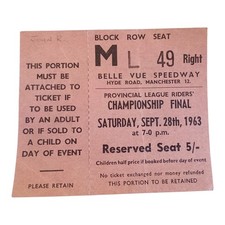 THIS PORTION
MUST BE
ATTACHED TO
TICKET IF
TO BE USED
BY AN ADULT
OR IF SOLD TO
A CHILD ON
DAY OF EVENT
PLEASE RETAIN
BLOCK ROW SEAT
M L 49 Right
BELLE VUE SPEEDWAY
HYDE ROAD, MANCHESTER 12.
PROVINCIAL LEAGUE RIDERS'
CHAMPIONSHIP FINAL
SATURDAY, SEPT. 28th, 1963
at 7-0 p.m.
Reserved Seat 5/-
Children half price if booked before day of event
No ticket exchanged nor money refunded
THIS PORTION TO BE RETAINED